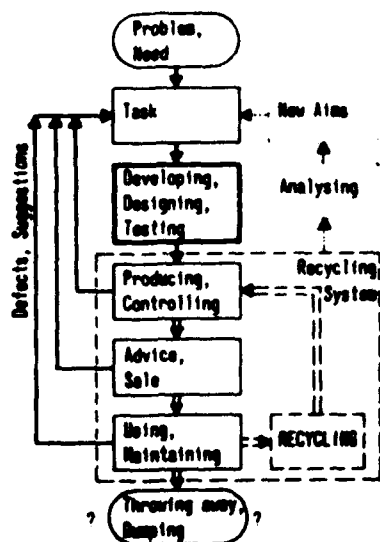 Problem,
Need
Task
New Aims
Developing,
Designing,
Testing
Analysing
Defects, Suggestions
Recycling
System
Producing,
Controlling
Advice,
Sale
Using,
Maintaining
RECYCLING
? Throwing away, ?
Dumping